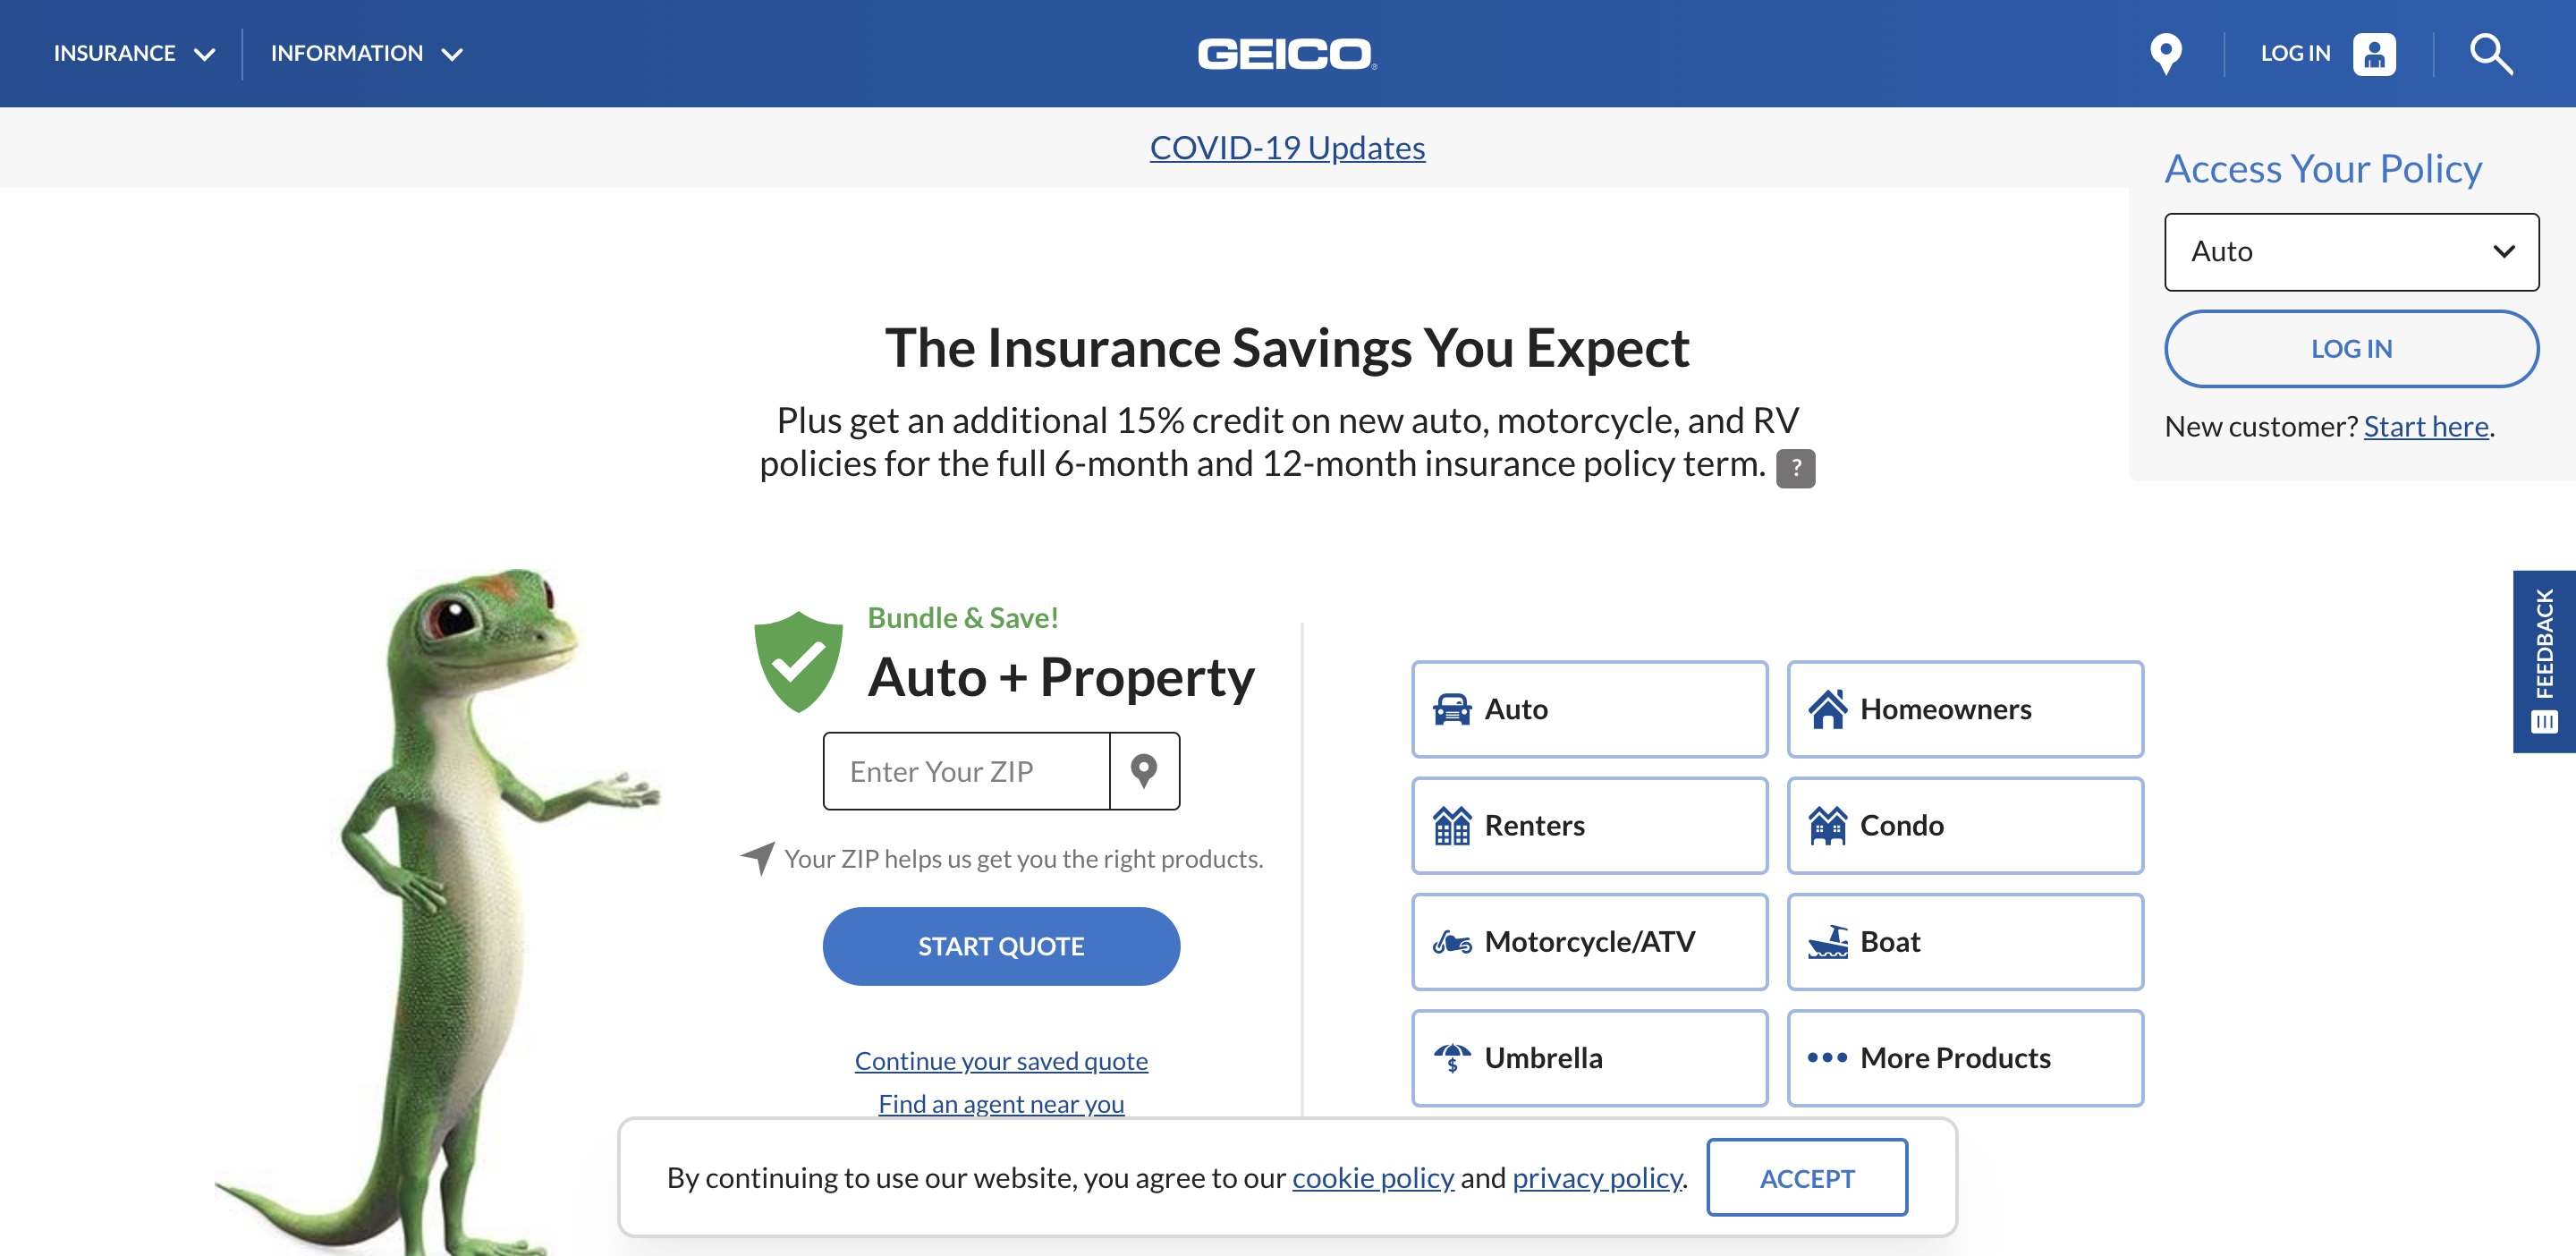 INSURANCE
INFORMATION
GEICO
LOG IN
COVID-19 Updates
Access Your Policy
Auto
LOG IN
New customer? Start here.
The Insurance Savings You Expect
Plus get an additional 15% credit on new auto, motorcycle, and RV
policies for the full 6-month and 12-month insurance policy term. ?
FEEDBACK
Bundle & Save!
Auto + Property
Enter Your ZIP
Your ZIP helps us get you the right products.
START QUOTE
Continue your saved quote
Find an agent near you
Auto
Homeowners
Renters
Condo
Motorcycle/ATV
Boat
Umbrella
More Products
By continuing to use our website, you agree to our cookie policy and privacy policy.
ACCEPT